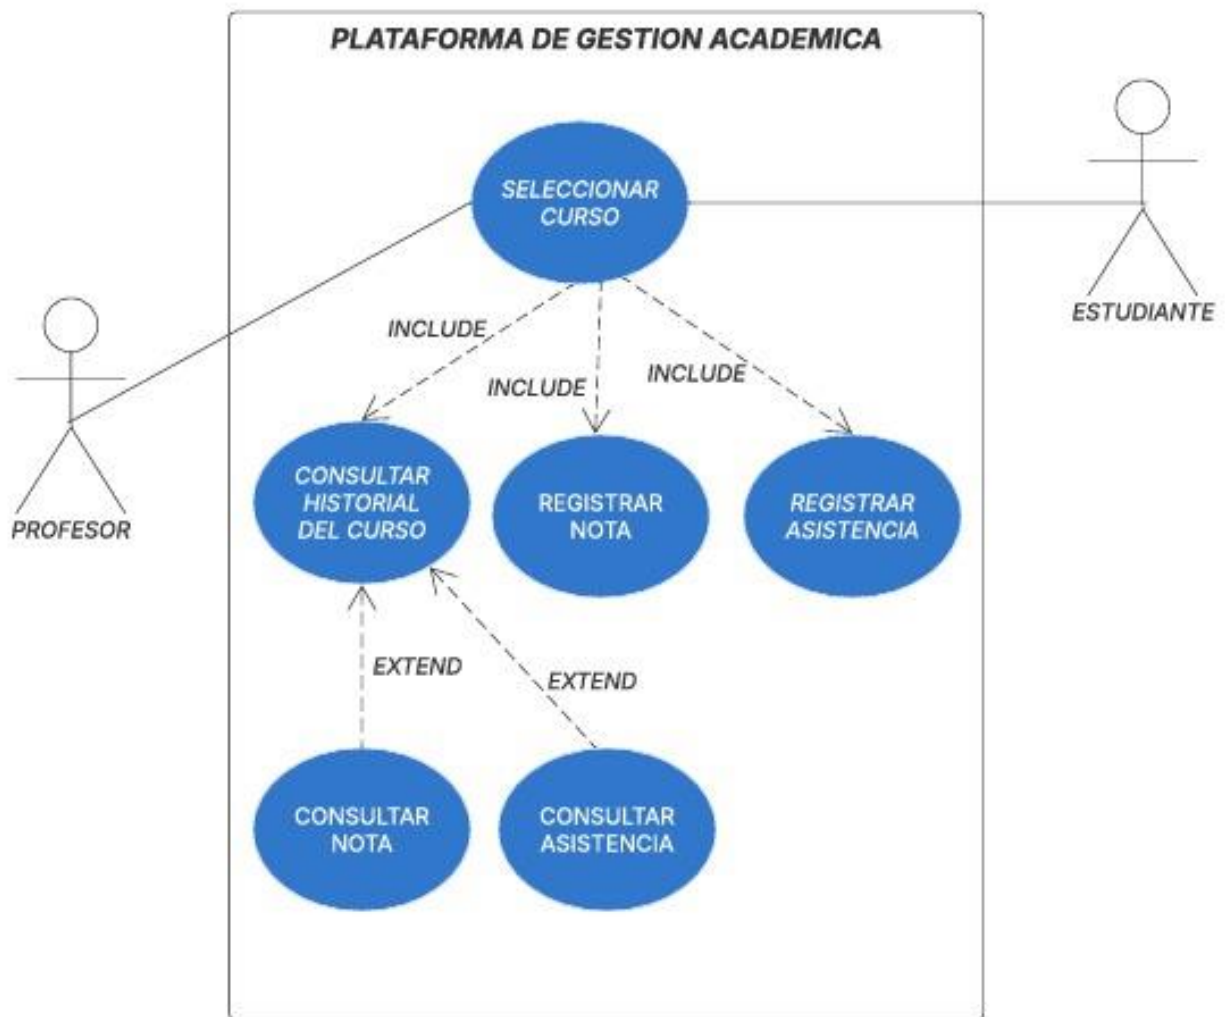 PLATAFORMA DE GESTION ACADEMICA
SELECCIONAR
CURSO
ESTUDIANTE
INCLUDE
INCLUDE
INCLUDE
PROFESOR
CONSULTAR
HISTORIAL
DEL CURSO
REGISTRAR
NOTA
REGISTRAR
ASISTENCIA
EXTEND
EXTEND
CONSULTAR
NOTA
CONSULTAR
ASISTENCIA